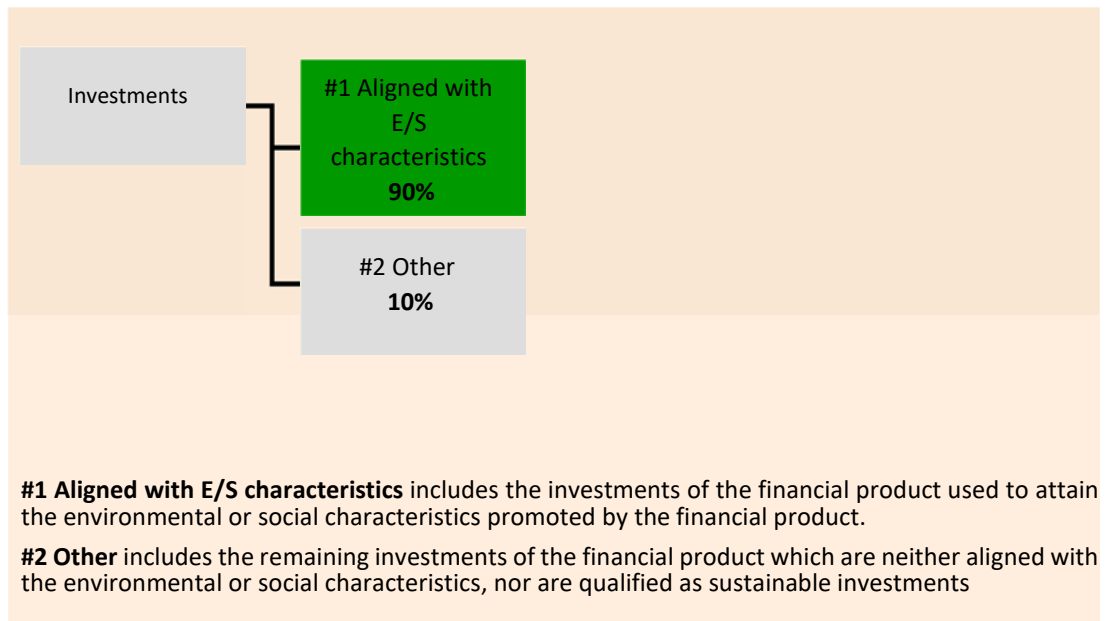 Investments
#1 Aligned with
E/S
characteristics
90%
#2 Other
10%
#1 Aligned with E/S characteristics includes the investments of the financial product used to attain
the environmental or social characteristics promoted by the financial product.
#2 Other includes the remaining investments of the financial product which are neither aligned with
the environmental or social characteristics, nor are qualified as sustainable investments